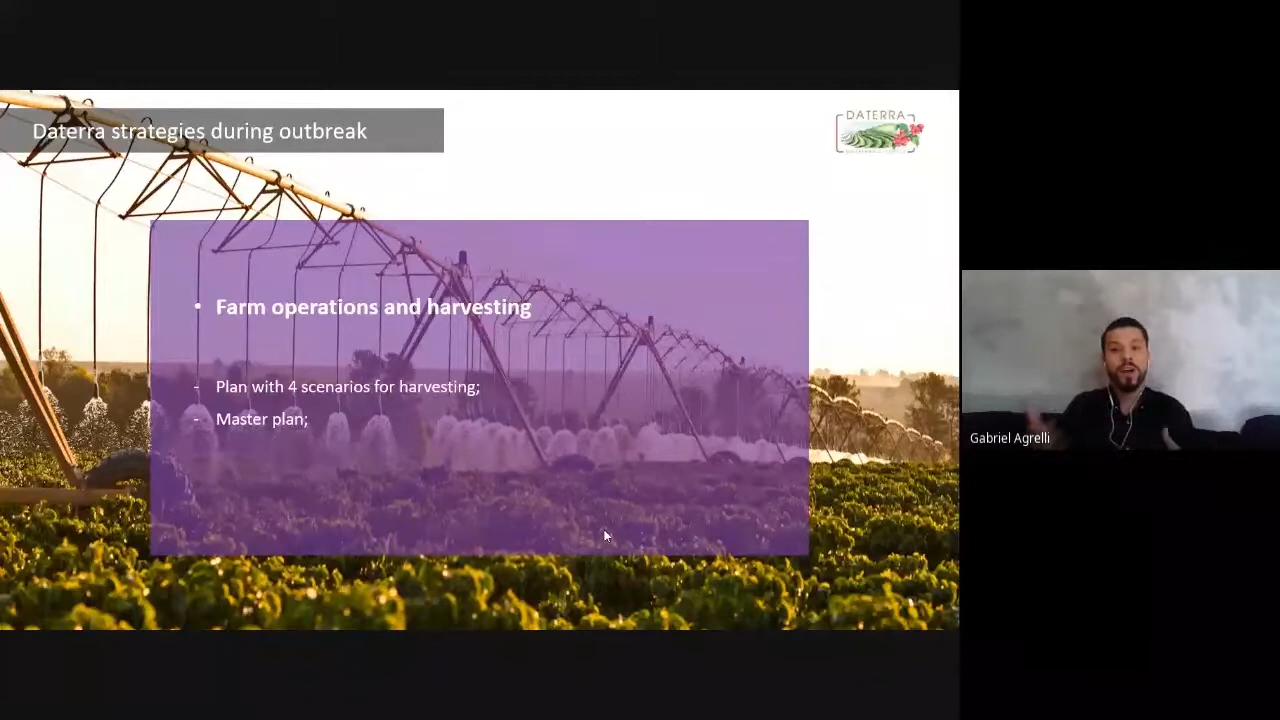 Daterra strategies during outbreak
DATERRA
• Farm operations and harvesting
- Plan with 4 scenarios for harvesting;
- Master plan;
Gabriel Agrelli